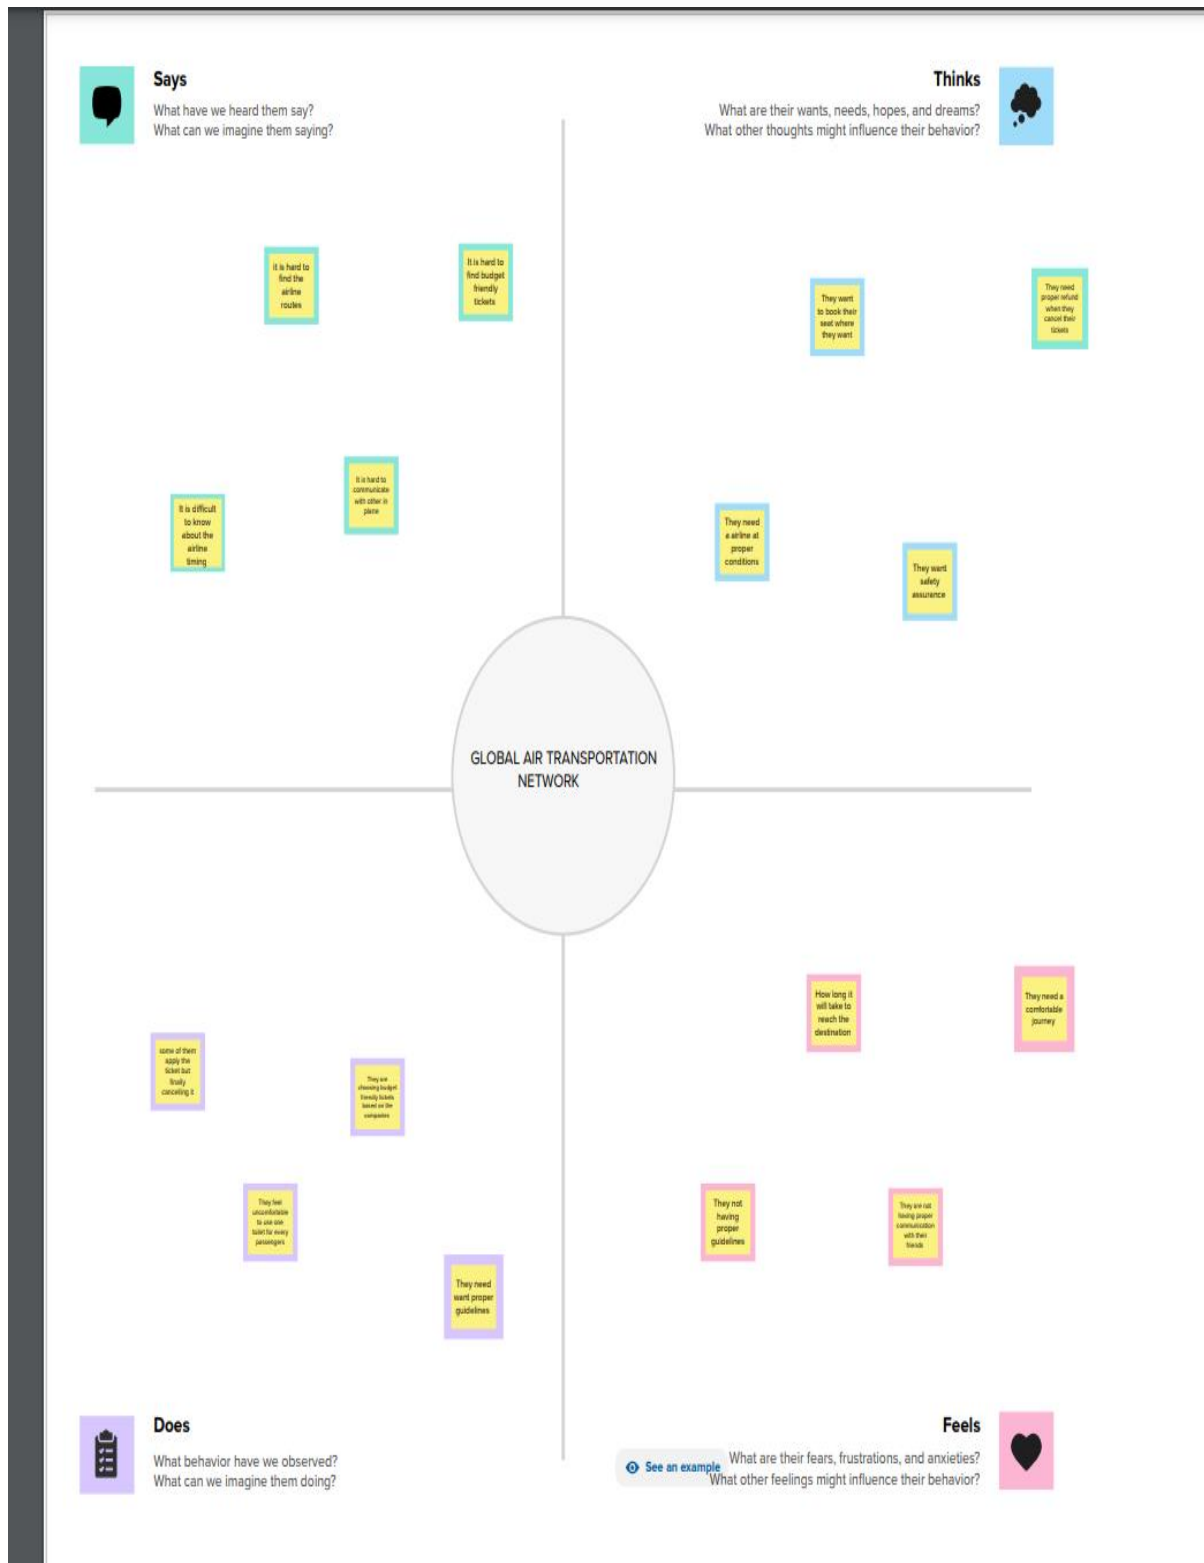 Says
What have we heard them say?
What can we imagine them saying?
Thinks
What are their wants, needs, hopes, and dreams?
What other thoughts might influence their behavior?
It is hard to
find the
airline
routes
It is hard to
find budget
friendly
tickets
It is difficult
to know
about the
airline
timing
It is hard to
communicate
with other in
plane
They want
to book their
seat where
they want
They need
proper refund
when they
cancel their
tickets
They need
a airline at
proper
conditions
They want
safety
assurance
GLOBAL AIR TRANSPORTATION
NETWORK
some of them
apply the
ticket but
finally
cancelling it
They are
choosing budget
friendly tickets
based on the
companies
They feel
uncomfortable
to use one
toilet for every
passengers
They need
want proper
guidelines
How long it
will take to
reach the
destination
They need a
comfortable
journey
They not
having
proper
guidelines
They are not
having proper
communication
with their
friends
Does
What behavior have we observed?
What can we imagine them doing?
Feels
What are their fears, frustrations, and anxieties?
What other feelings might influence their behavior?
See an example